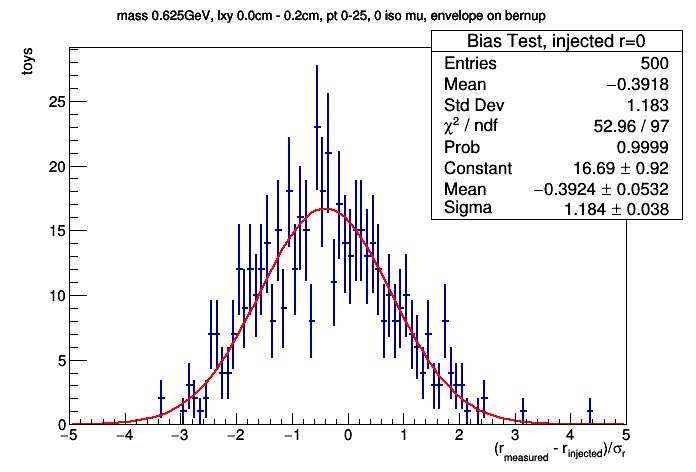 mass 0.625GeV, lxy 0.0cm - 0.2cm, pt 0-25, 0 iso mu, envelope on bernup
toys
Bias Test, injected r=0
Entries 500
Mean −0.3918
Std Dev 1.183
χ² / ndf 52.96 / 97
Prob 0.9999
Constant 16.69 ± 0.92
Mean −0.3924 ± 0.0532
Sigma 1.184 ± 0.038
25
20
15
10
5
0
−5 −4 −3 −2 −1 0 1 2 3 4 5
(r_measured - r_injected)/σ_r